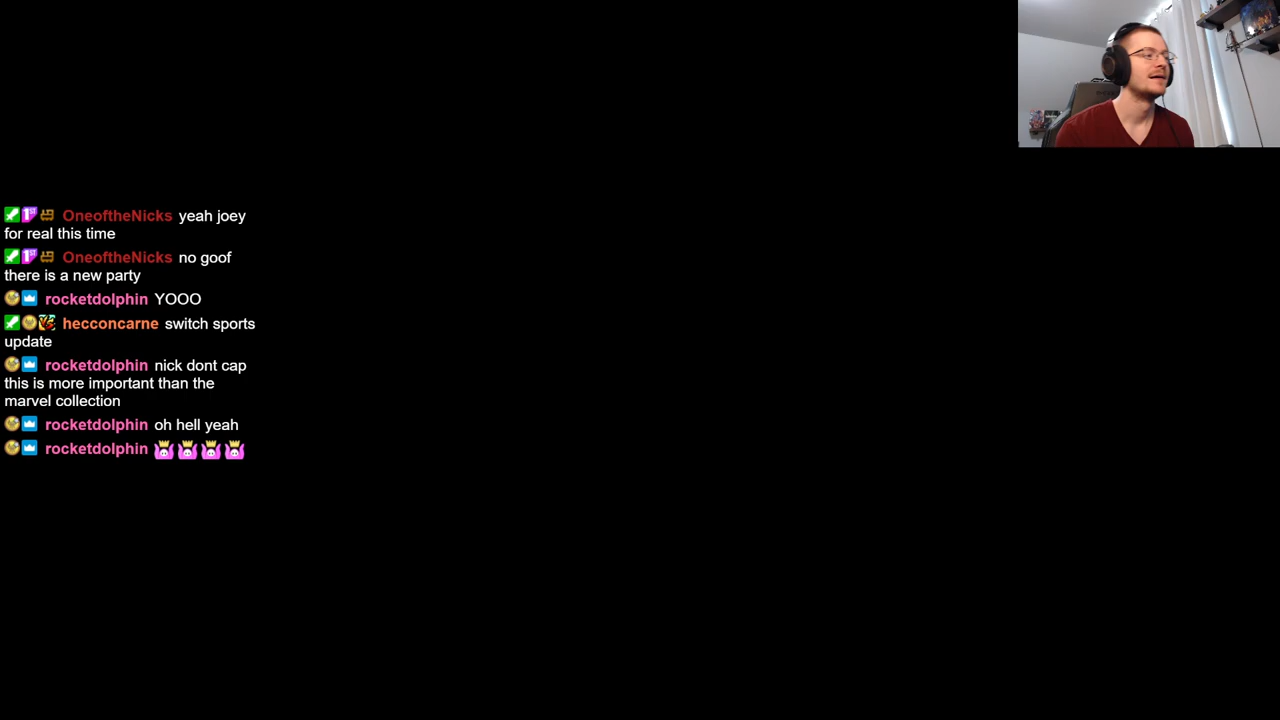 OneoftheNicks yeah joey
for real this time
OneoftheNicks no goof
there is a new party
rocketdolphin YOOO
hecconcarne switch sports
update
rocketdolphin nick dont cap
this is more important than the
marvel collection
rocketdolphin oh hell yeah
rocketdolphin